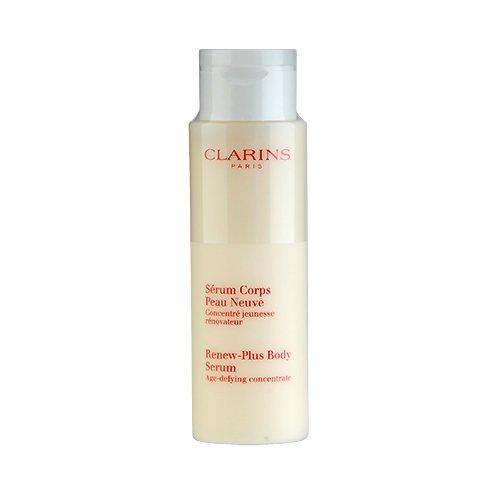 CLARINS
PARIS
Sérum Corps
Peau Neuve
Concentré jeunesse
rénovateur
Renew-Plus Body
Serum
Age-defying concentrate